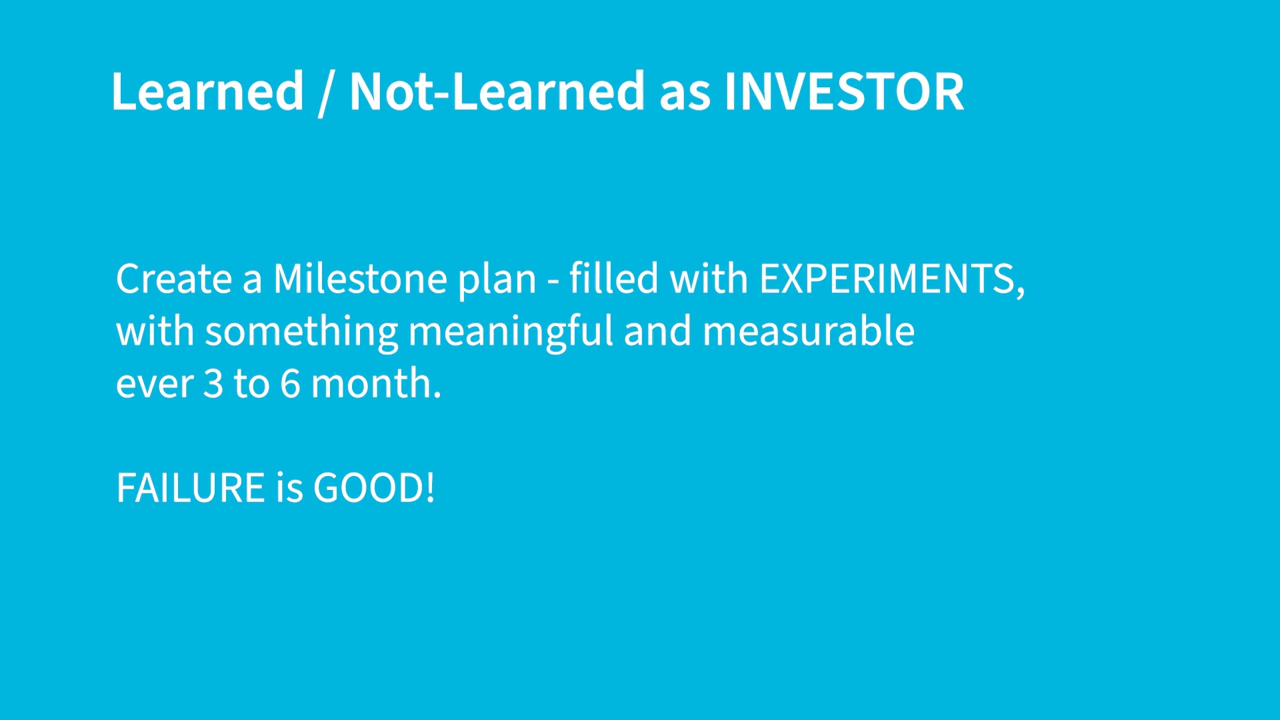 Learned / Not-Learned as INVESTOR
Create a Milestone plan - filled with EXPERIMENTS,
with something meaningful and measurable
ever 3 to 6 month.
FAILURE is GOOD!